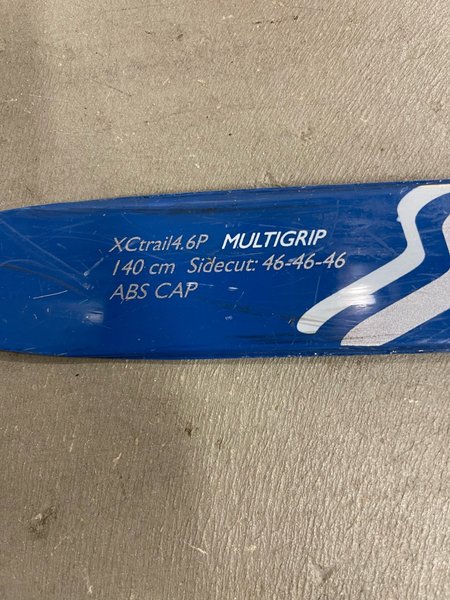 XCtrail4.6P MULTIGRIP
140 cm Sidecut: 46-46-46
ABS CAP